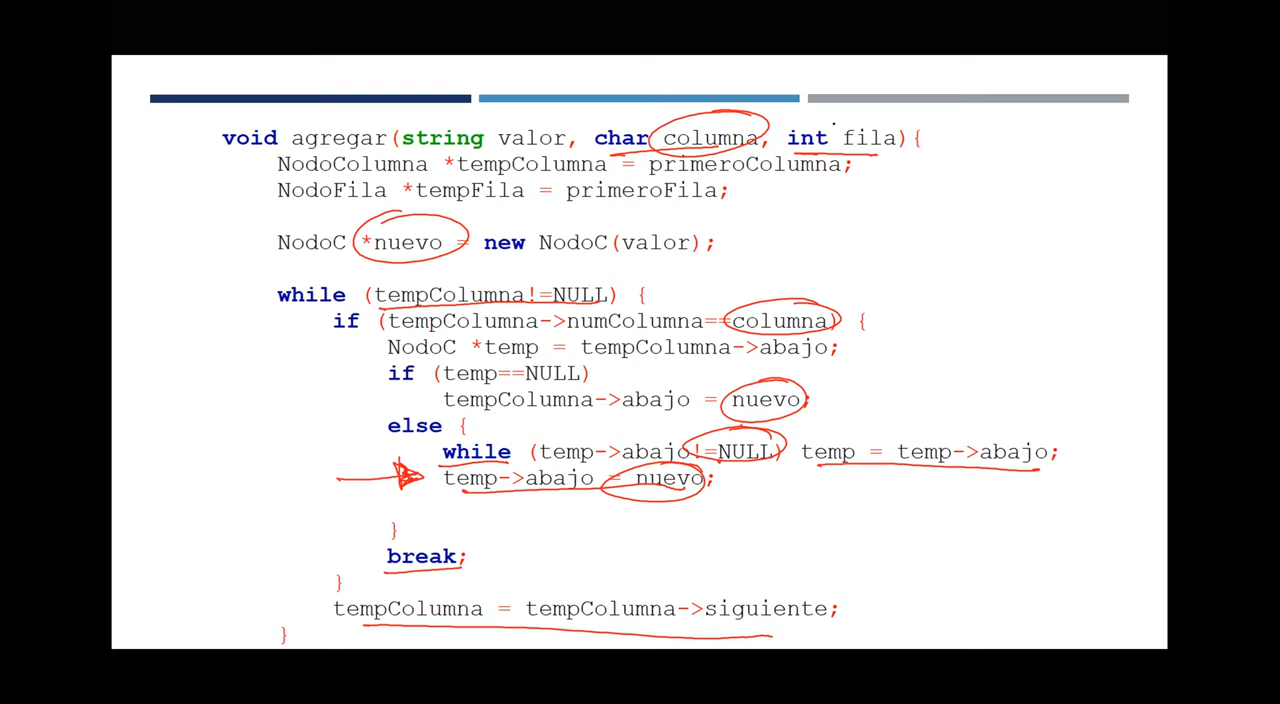 void agregar(string valor, char columna, int fila){
NodoColumna *tempColumna = primeroColumna;
NodoFila *tempFila = primeroFila;
NodoC *nuevo = new NodoC(valor);
while (tempColumna!=NULL) {
if (tempColumna->numColumna==columna) {
NodoC *temp = tempColumna->abajo;
if (temp==NULL)
tempColumna->abajo = nuevo;
else {
while (temp->abajo!=NULL) temp = temp->abajo;
temp->abajo = nuevo;
}
break;
}
tempColumna = tempColumna->siguiente;
}